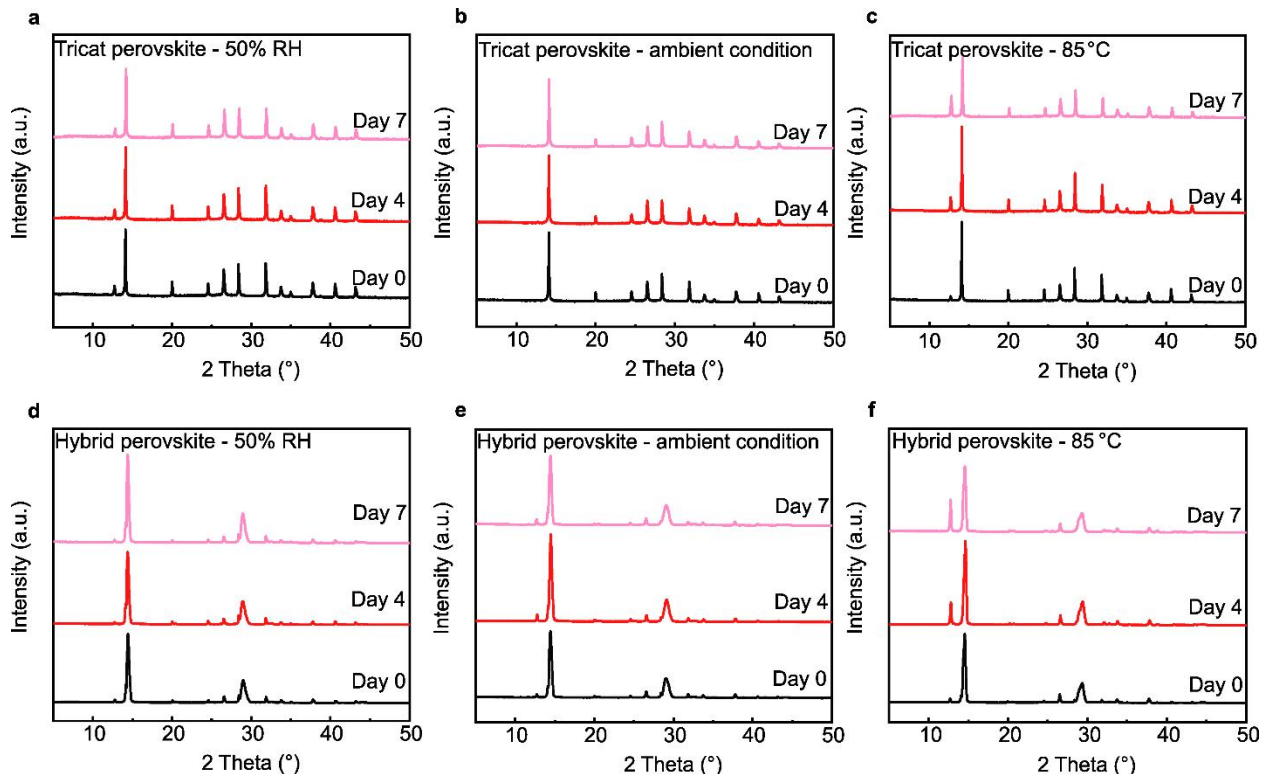 a
Tricat perovskite - 50% RH
Day 7
Day 4
Day 0
Intensity (a.u.)
10 20 30 40 50
2 Theta (°)
b
Tricat perovskite - ambient condition
Day 7
Day 4
Day 0
Intensity (a.u.)
10 20 30 40 50
2 Theta (°)
c
Tricat perovskite - 85 °C
Day 7
Day 4
Day 0
Intensity (a.u.)
10 20 30 40 50
2 Theta (°)
d
Hybrid perovskite - 50% RH
Day 7
Day 4
Day 0
Intensity (a.u.)
10 20 30 40 50
2 Theta (°)
e
Hybrid perovskite - ambient condition
Day 7
Day 4
Day 0
Intensity (a.u.)
10 20 30 40 50
2 Theta (°)
f
Hybrid perovskite - 85 °C
Day 7
Day 4
Day 0
Intensity (a.u.)
10 20 30 40 50
2 Theta (°)